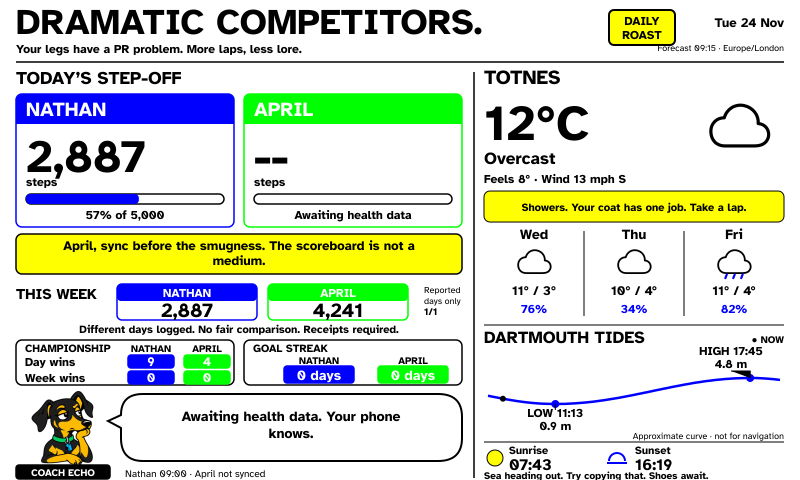 DRAMATIC COMPETITORS.
Your legs have a PR problem. More laps, less lore.
DAILY
ROAST
Tue 24 Nov
Forecast 09:15 · Europe/London
TODAY’S STEP-OFF
NATHAN
2,887
steps
57% of 5,000
APRIL
--
steps
Awaiting health data
April, sync before the smugness. The scoreboard is not a
medium.
THIS WEEK
NATHAN
2,887
APRIL
4,241
Reported
days only
1/1
Different days logged. No fair comparison. Receipts required.
CHAMPIONSHIP NATHAN APRIL
Day wins 9 4
Week wins 0 0
GOAL STREAK
NATHAN APRIL
0 days 0 days
Awaiting health data. Your phone
knows.
COACH ECHO
Nathan 09:00 · April not synced
TOTNES
12°C
Overcast
Feels 8° · Wind 13 mph S
Showers. Your coat has one job. Take a lap.
Wed Thu Fri
11° / 3° 10° / 4° 11° / 4°
76% 34% 82%
DARTMOUTH TIDES
• NOW
HIGH 17:45
4.8 m
LOW 11:13
0.9 m
Approximate curve · not for navigation
Sunrise
07:43
Sunset
16:19
Sea heading out. Try copying that. Shoes await.